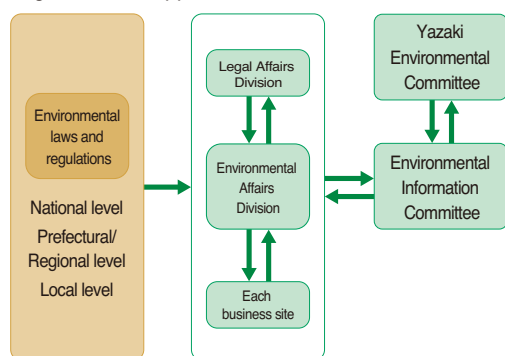 Environmental
laws and
regulations
National level
Prefectural/
Regional level
Local level
Legal Affairs
Division
Environmental
Affairs
Division
Each
business site
Yazaki
Environmental
Committee
Environmental
Information
Committee